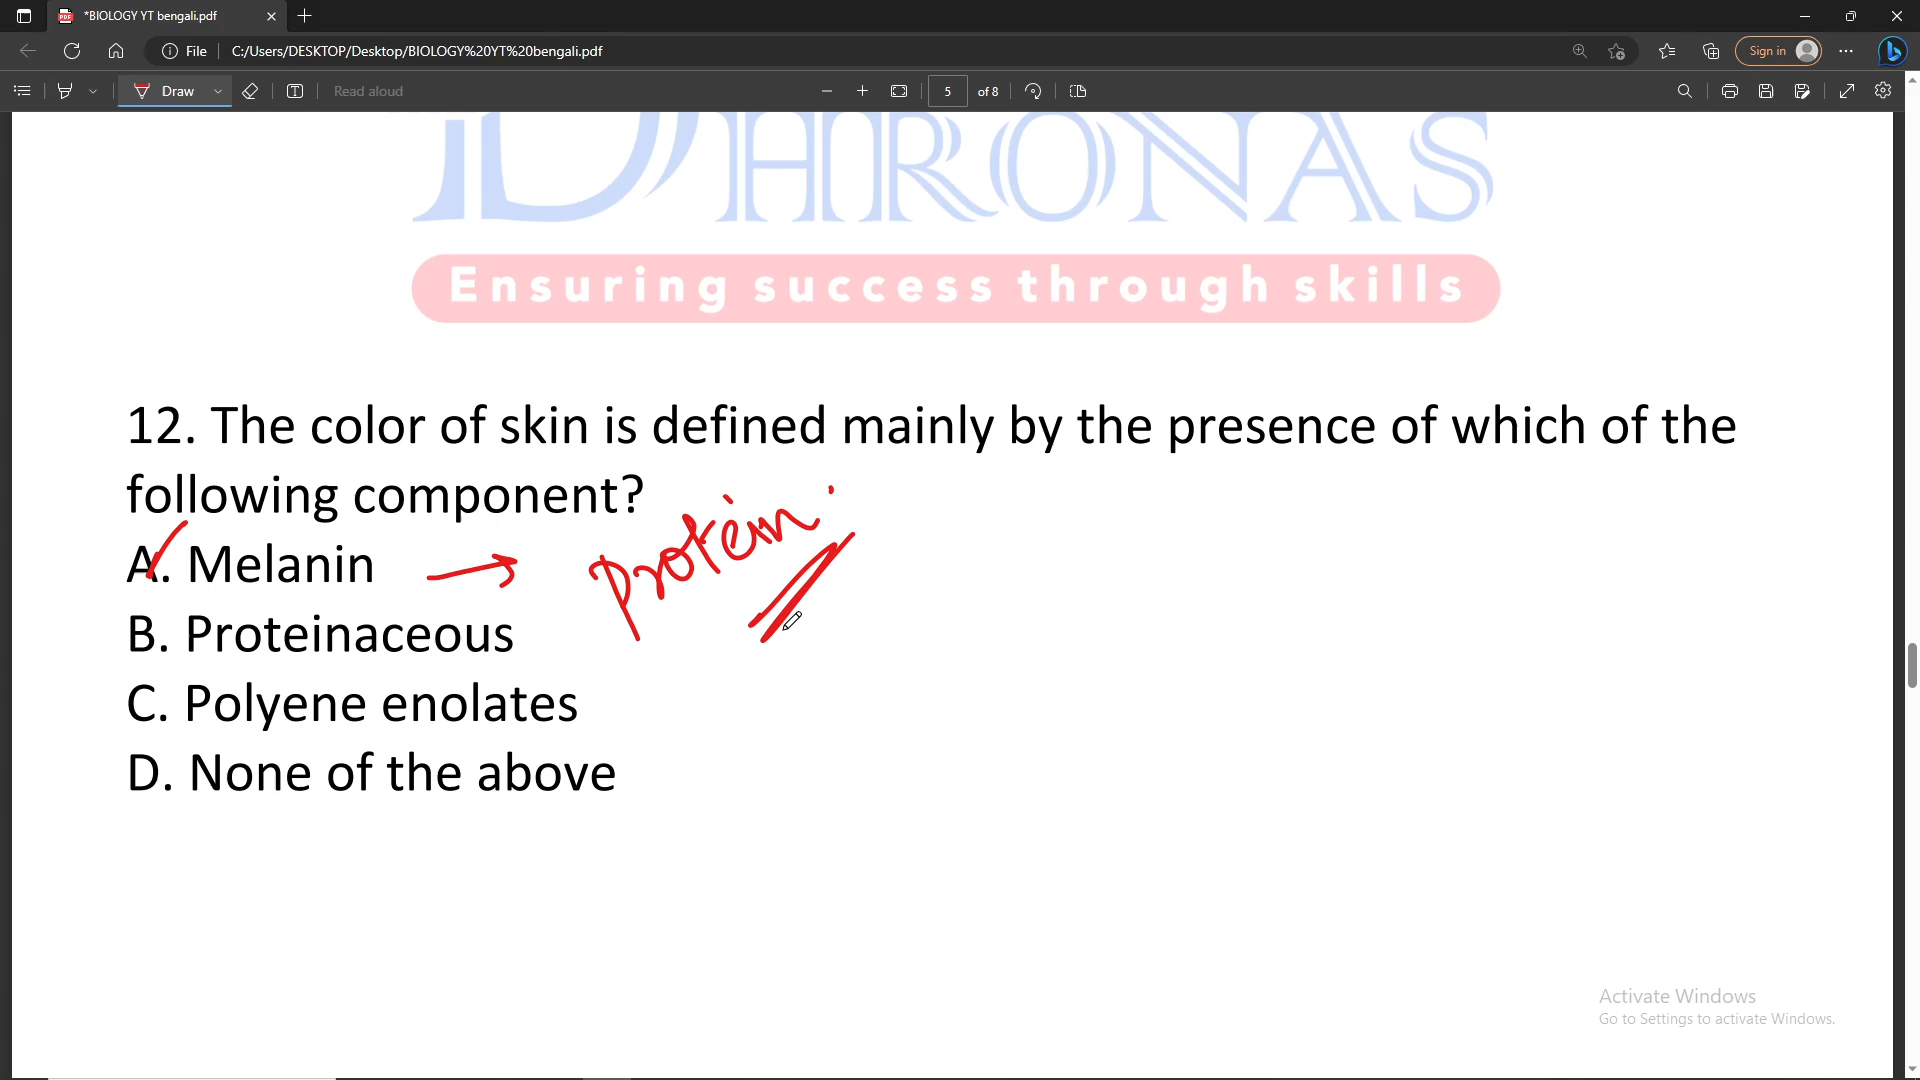 *BIOLOGY YT bengali.pdf
File
C:/Users/DESKTOP/Desktop/BIOLOGY%20YT%20bengali.pdf
Sign in
Draw
Read aloud
5 of 8
DHRONAS
Ensuring success through skills
12. The color of skin is defined mainly by the presence of which of the
following component?
A. Melanin → Protein
B. Proteinaceous
C. Polyene enolates
D. None of the above
Activate Windows
Go to Settings to activate Windows.